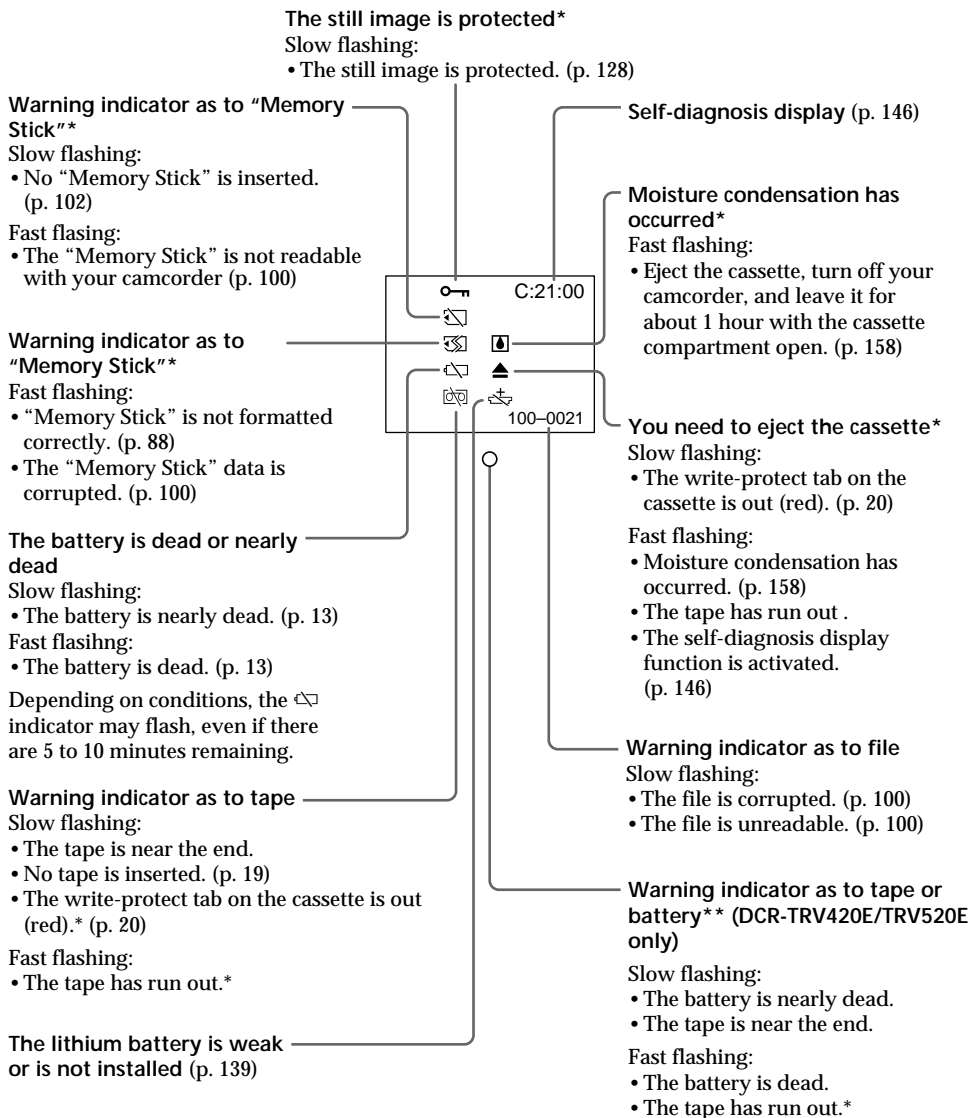 The still image is protected*
Slow flashing:
•The still image is protected. (p. 128)
Warning indicator as to “Memory
Stick”*
Slow flashing:
•No “Memory Stick” is inserted.
(p. 102)
Fast flasing:
•The “Memory Stick” is not readable
with your camcorder (p. 100)
Warning indicator as to
“Memory Stick”*
Fast flashing:
•“Memory Stick” is not formatted
correctly. (p. 88)
•The “Memory Stick” data is
corrupted. (p. 100)
The battery is dead or nearly
dead
Slow flashing:
•The battery is nearly dead. (p. 13)
Fast flasihng:
•The battery is dead. (p. 13)
Depending on conditions, the
indicator may flash, even if there
are 5 to 10 minutes remaining.
Warning indicator as to tape
Slow flashing:
•The tape is near the end.
•No tape is inserted. (p. 19)
•The write-protect tab on the cassette is out
(red).* (p. 20)
Fast flashing:
•The tape has run out.*
The lithium battery is weak
or is not installed (p. 139)
C:21:00
100–0021
Self-diagnosis display (p. 146)
Moisture condensation has
occurred*
Fast flashing:
•Eject the cassette, turn off your
camcorder, and leave it for
about 1 hour with the cassette
compartment open. (p. 158)
You need to eject the cassette*
Slow flashing:
•The write-protect tab on the
cassette is out (red). (p. 20)
Fast flashing:
•Moisture condensation has
occurred. (p. 158)
•The tape has run out .
•The self-diagnosis display
function is activated.
(p. 146)
Warning indicator as to file
Slow flashing:
•The file is corrupted. (p. 100)
•The file is unreadable. (p. 100)
Warning indicator as to tape or
battery** (DCR-TRV420E/TRV520E
only)
Slow flashing:
•The battery is nearly dead.
•The tape is near the end.
Fast flashing:
•The battery is dead.
•The tape has run out.*